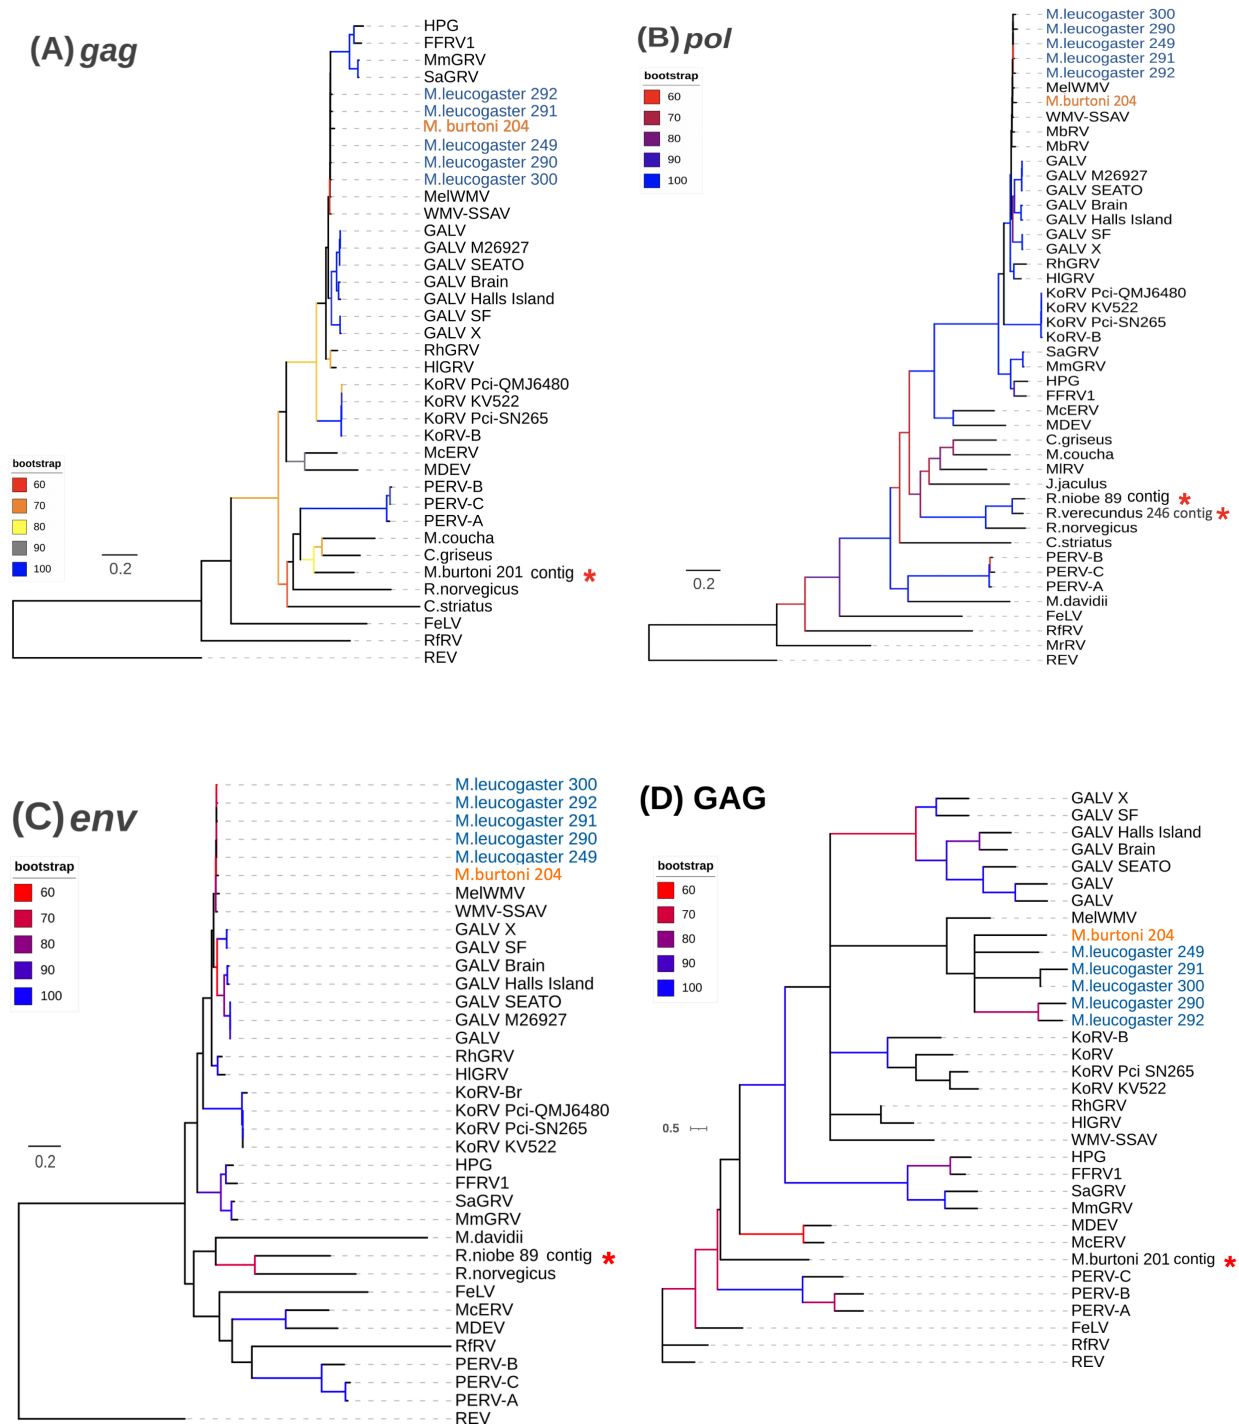 (A) gag
HPG
FFRV1
MmGRV
SaGRV
M.leucogaster 292
M.leucogaster 291
M. burtoni 204
M.leucogaster 249
M.leucogaster 290
M.leucogaster 300
MelWMV
WMV-SSAV
GALV
GALV M26927
GALV SEATO
GALV Brain
GALV Halls Island
GALV SF
GALV X
RhGRV
HIGRV
KoRV Pci-QMJ6480
KoRV KV522
KoRV Pci-SN265
KoRV-B
McERV
MDEV
PERV-B
PERV-C
PERV-A
M.coucha
C.griseus
M.burtoni 201 contig *
R.norvegicus
C.striatus
FeLV
RfRV
REV
bootstrap
60
70
80
90
100
0.2
(B) pol
bootstrap
60
70
80
90
100
0.2
M.leucogaster 300
M.leucogaster 290
M.leucogaster 249
M.leucogaster 291
M.leucogaster 292
MelWMV
M.burtoni 204
WMV-SSAV
MbRV
MbRV
GALV
GALV M26927
GALV SEATO
GALV Brain
GALV Halls Island
GALV SF
GALV X
RhGRV
HIGRV
KoRV Pci-QMJ6480
KoRV KV522
KoRV Pci-SN265
KoRV-B
SaGRV
MmGRV
HPG
FFRV1
McERV
MDEV
C.griseus
M.coucha
MlRV
J.jaculus
R.niobe 89 contig *
R.verecundus 246 contig *
R.norvegicus
C.striatus
PERV-B
PERV-C
PERV-A
M.davidii
FeLV
RfRV
MrRV
REV
(C) env
bootstrap
60
70
80
90
100
0.2
M.leucogaster 300
M.leucogaster 292
M.leucogaster 291
M.leucogaster 290
M.leucogaster 249
M.burtoni 204
MelWMV
WMV-SSAV
GALV X
GALV SF
GALV Brain
GALV Halls Island
GALV SEATO
GALV M26927
GALV
RhGRV
HIGRV
KoRV-Br
KoRV Pci-QMJ6480
KoRV Pci-SN265
KoRV KV522
HPG
FFRV1
SaGRV
MmGRV
M.davidii
R.niobe 89 contig *
R.norvegicus
FeLV
McERV
MDEV
RfRV
PERV-B
PERV-C
PERV-A
REV
(D) GAG
bootstrap
60
70
80
90
100
0.5
GALV X
GALV SF
GALV Halls Island
GALV Brain
GALV SEATO
GALV
GALV
MelWMV
M.burtoni 204
M.leucogaster 249
M.leucogaster 291
M.leucogaster 300
M.leucogaster 290
M.leucogaster 292
KoRV-B
KoRV
KoRV Pci SN265
KoRV KV522
RhGRV
HIGRV
WMV-SSAV
HPG
FFRV1
SaGRV
MmGRV
MDEV
McERV
M.burtoni 201 contig *
PERV-C
PERV-B
PERV-A
FeLV
RfRV
REV